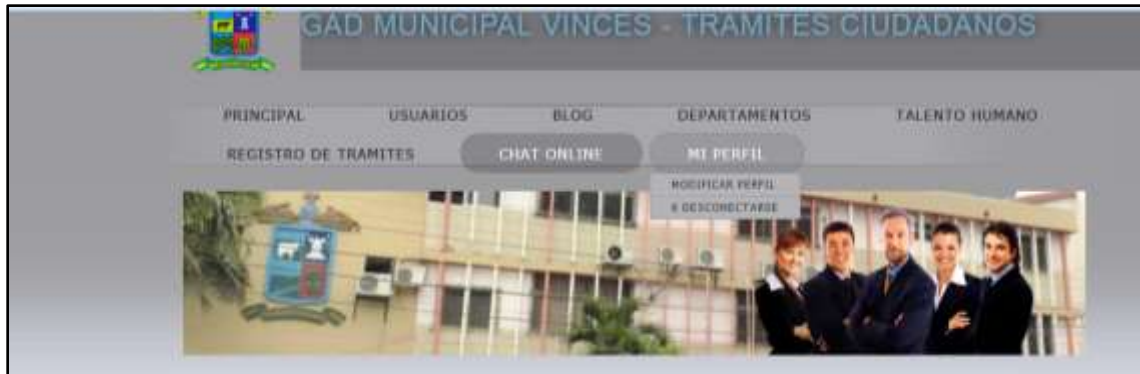 GAD MUNICIPAL VINCES - TRAMITES CIUDADANOS
PRINCIPAL USUARIOS BLOG DEPARTAMENTOS TALENTO HUMANO
REGISTRO DE TRAMITES CHAT ONLINE MI PERFIL
MODIFICAR PERFIL
DESCONECTARSE